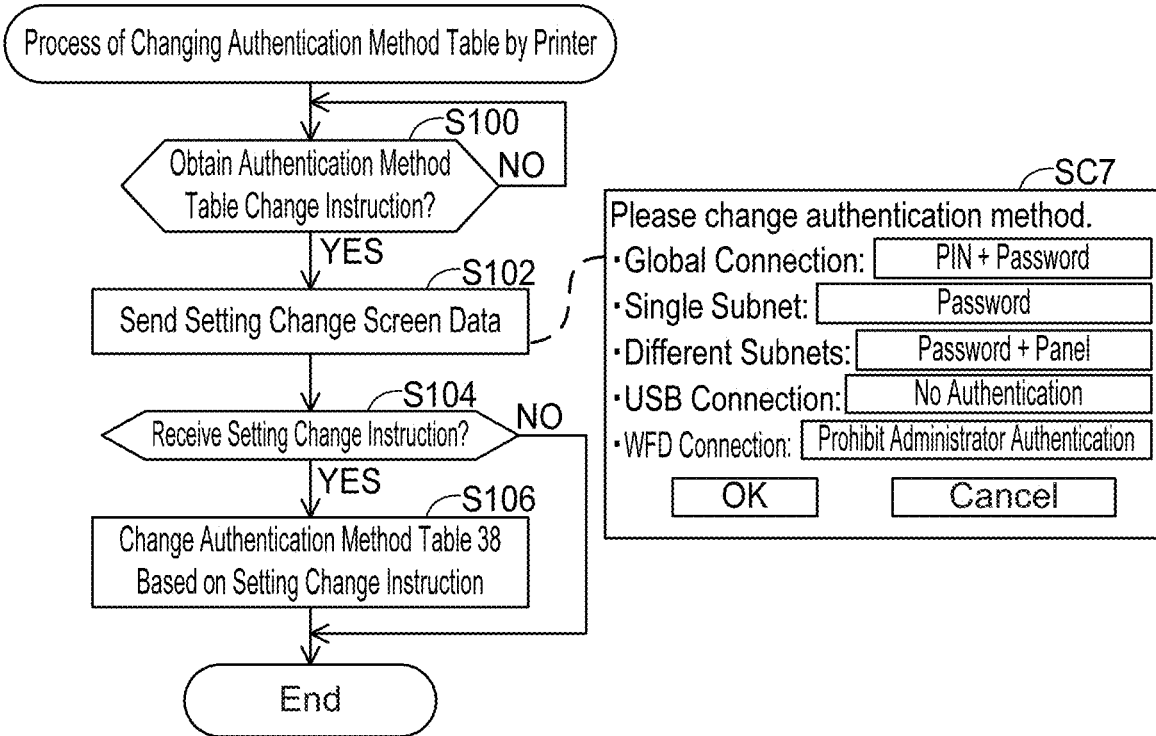 Process of Changing Authentication Method Table by Printer
S100
Obtain Authentication Method
Table Change Instruction?
NO
YES
S102
Send Setting Change Screen Data
S104
Receive Setting Change Instruction?
NO
YES
S106
Change Authentication Method Table 38
Based on Setting Change Instruction
End
SC7
Please change authentication method.
·Global Connection: PIN + Password
·Single Subnet: Password
·Different Subnets: Password + Panel
·USB Connection: No Authentication
·WFD Connection: Prohibit Administrator Authentication
OK Cancel